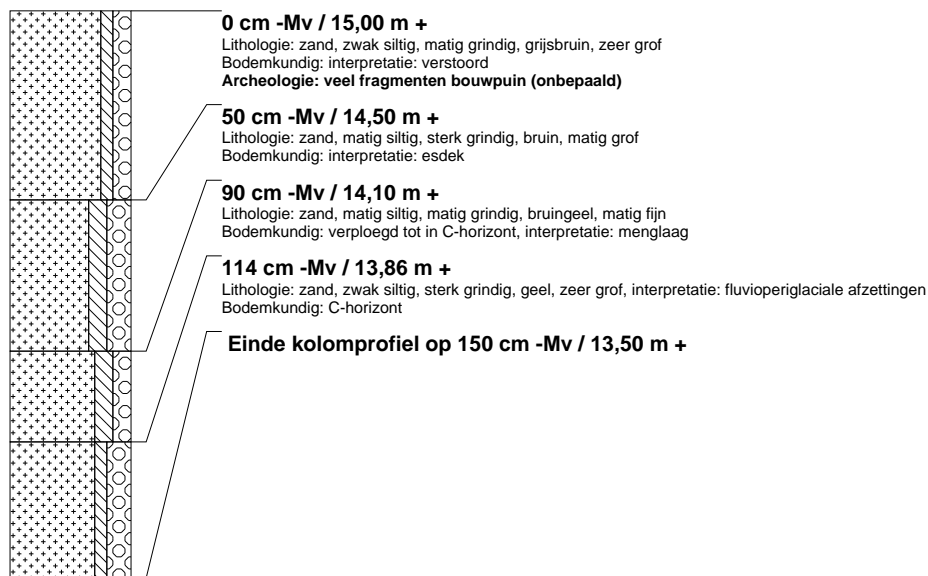 0 cm -Mv / 15,00 m +
Lithologie: zand, zwak siltig, matig grindig, grijsbruin, zeer grof
Bodemkundig: interpretatie: verstoord
Archeologie: veel fragmenten bouwpuin (onbepaald)
50 cm -Mv / 14,50 m +
Lithologie: zand, matig siltig, sterk grindig, bruin, matig grof
Bodemkundig: interpretatie: esdek
90 cm -Mv / 14,10 m +
Lithologie: zand, matig siltig, matig grindig, bruingeel, matig fijn
Bodemkundig: verploegd tot in C-horizont, interpretatie: menglaag
114 cm -Mv / 13,86 m +
Lithologie: zand, zwak siltig, sterk grindig, geel, zeer grof, interpretatie: fluvioperiglaciale afzettingen
Bodemkundig: C-horizont
Einde kolomprofiel op 150 cm -Mv / 13,50 m +